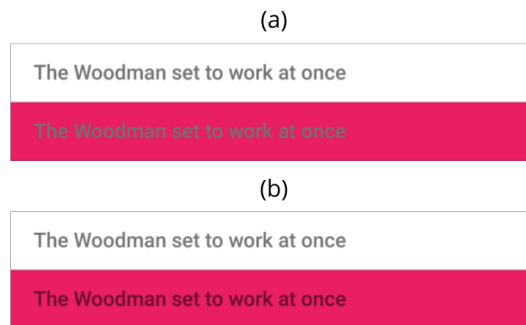 (a)
The Woodman set to work at once
The Woodman set to work at once
(b)
The Woodman set to work at once
The Woodman set to work at once